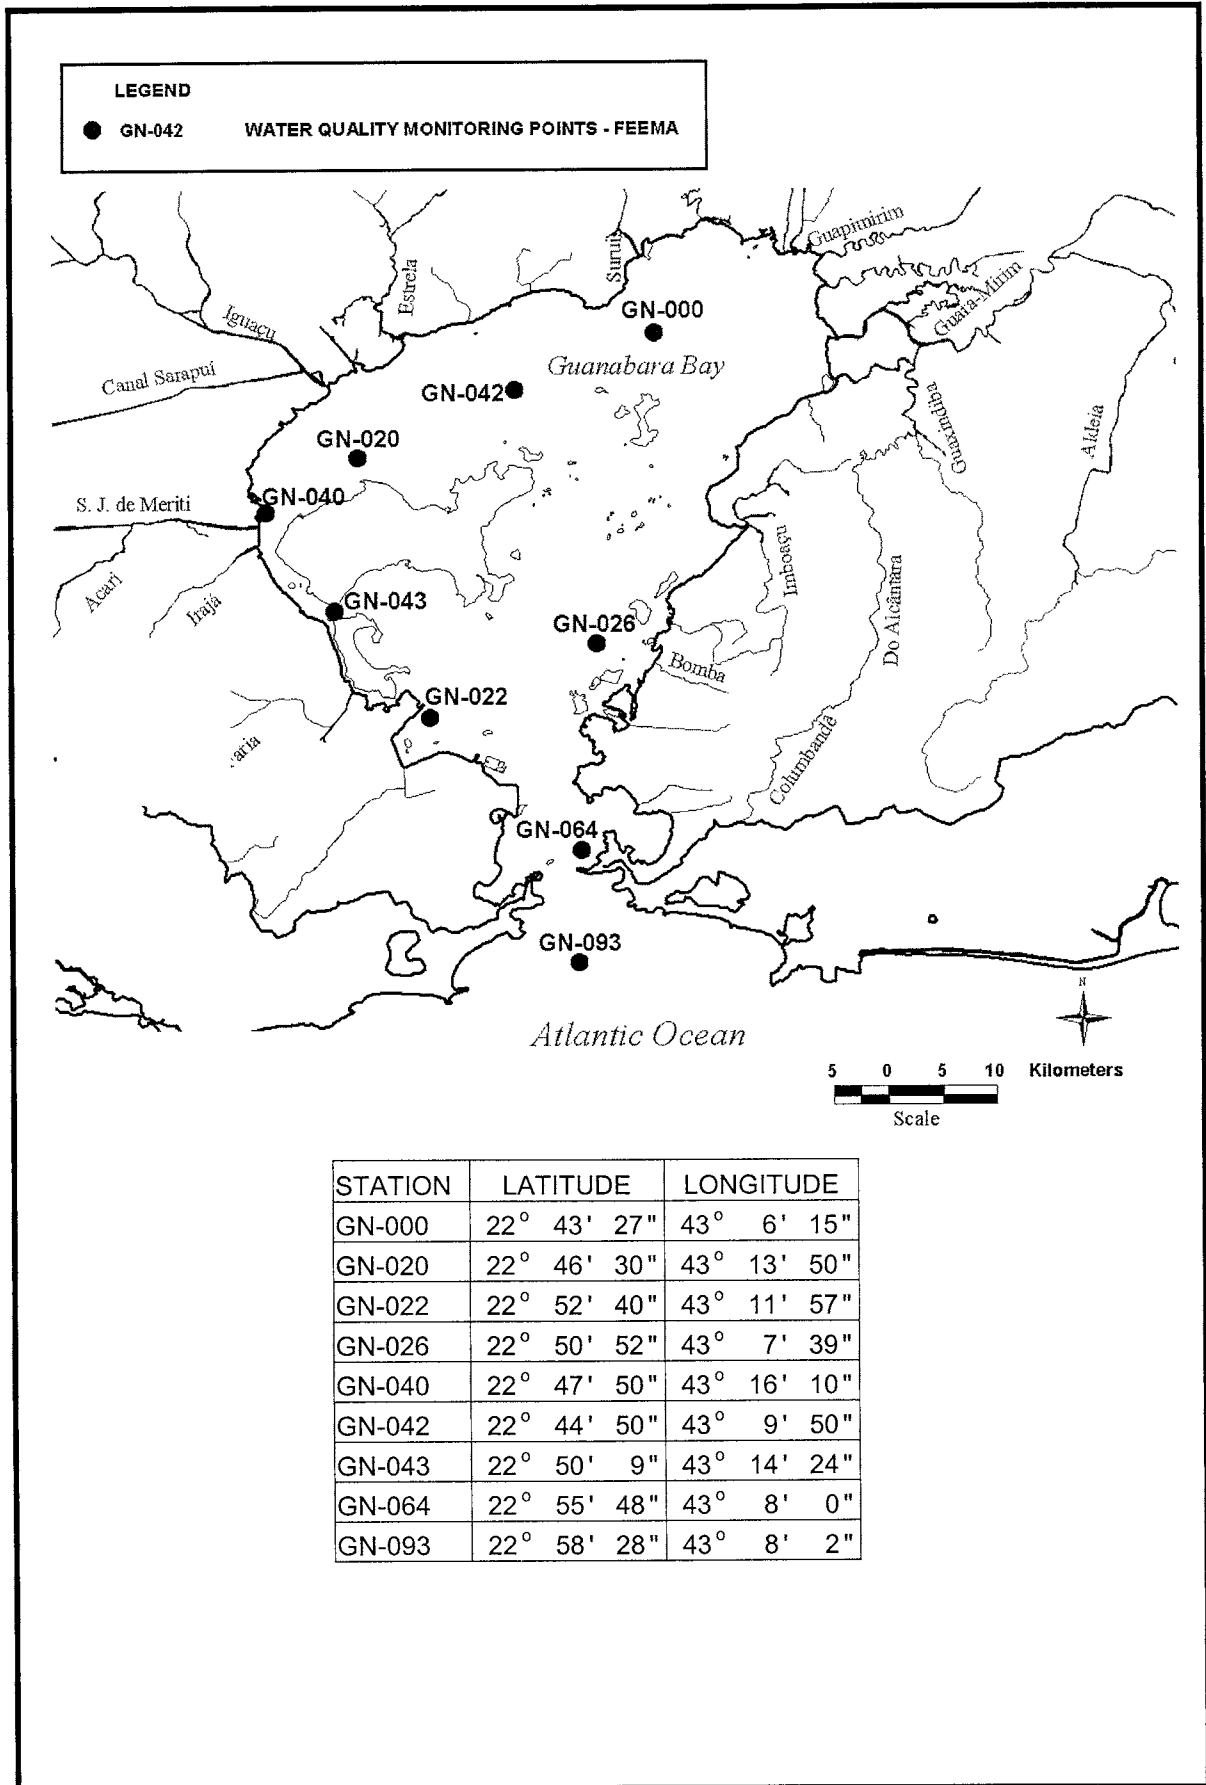 LEGEND
GN-042 WATER QUALITY MONITORING POINTS - FEEMA
Guapimirim
Suruí
Estrela
Guara-Mirim
GN-000
Iguaçu
Guanabara Bay
Canal Sarapuí
GN-042
Guaxindiba
Aldeia
GN-020
GN-040
S. J. de Meriti
Imboaçu
Acari
Irajá
GN-043
Do Alcântara
GN-026
Bomba
GN-022
aria
Columbandê
GN-064
GN-093
N
Atlantic Ocean
5 0 5 10 Kilometers
Scale
STATION LATITUDE LONGITUDE
GN-000 22° 43' 27" 43° 6' 15"
GN-020 22° 46' 30" 43° 13' 50"
GN-022 22° 52' 40" 43° 11' 57"
GN-026 22° 50' 52" 43° 7' 39"
GN-040 22° 47' 50" 43° 16' 10"
GN-042 22° 44' 50" 43° 9' 50"
GN-043 22° 50' 9" 43° 14' 24"
GN-064 22° 55' 48" 43° 8' 0"
GN-093 22° 58' 28" 43° 8' 2"